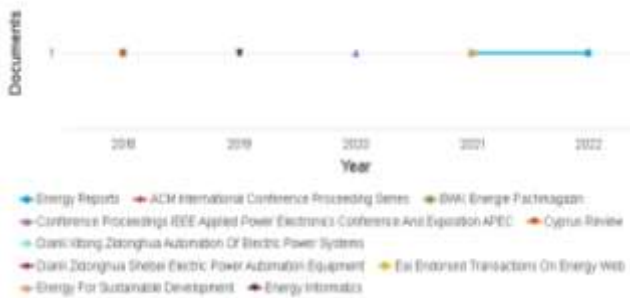 Documents
1
2018 2019 2020 2021 2022
Year
Energy Reports ACM International Conference Proceeding Series BWK Energie Fachmagazin
Conference Proceedings IEEE Applied Power Electronics Conference And Exposition APEC Cyprus Review
Dianli Xitong Zidonghua Automation Of Electric Power Systems
Dianli Zidonghua Shebei Electric Power Automation Equipment Eai Endorsed Transactions On Energy Web
Energy For Sustainable Development Energy Informatics